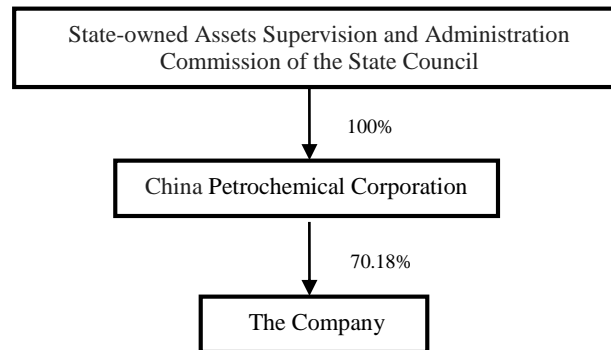 State-owned Assets Supervision and Administration
Commission of the State Council
100%
China Petrochemical Corporation
70.18%
The Company